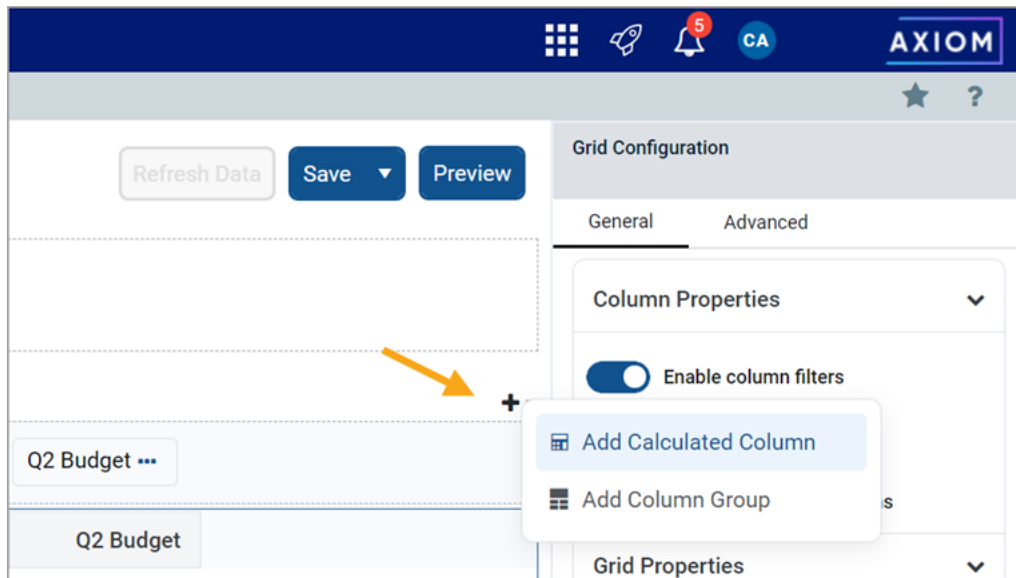 5
CA
AXIOM
?
Grid Configuration
Refresh Data
Save
Preview
General
Advanced
Column Properties
Enable column filters
Add Calculated Column
Q2 Budget
Add Column Group
Q2 Budget
Grid Properties